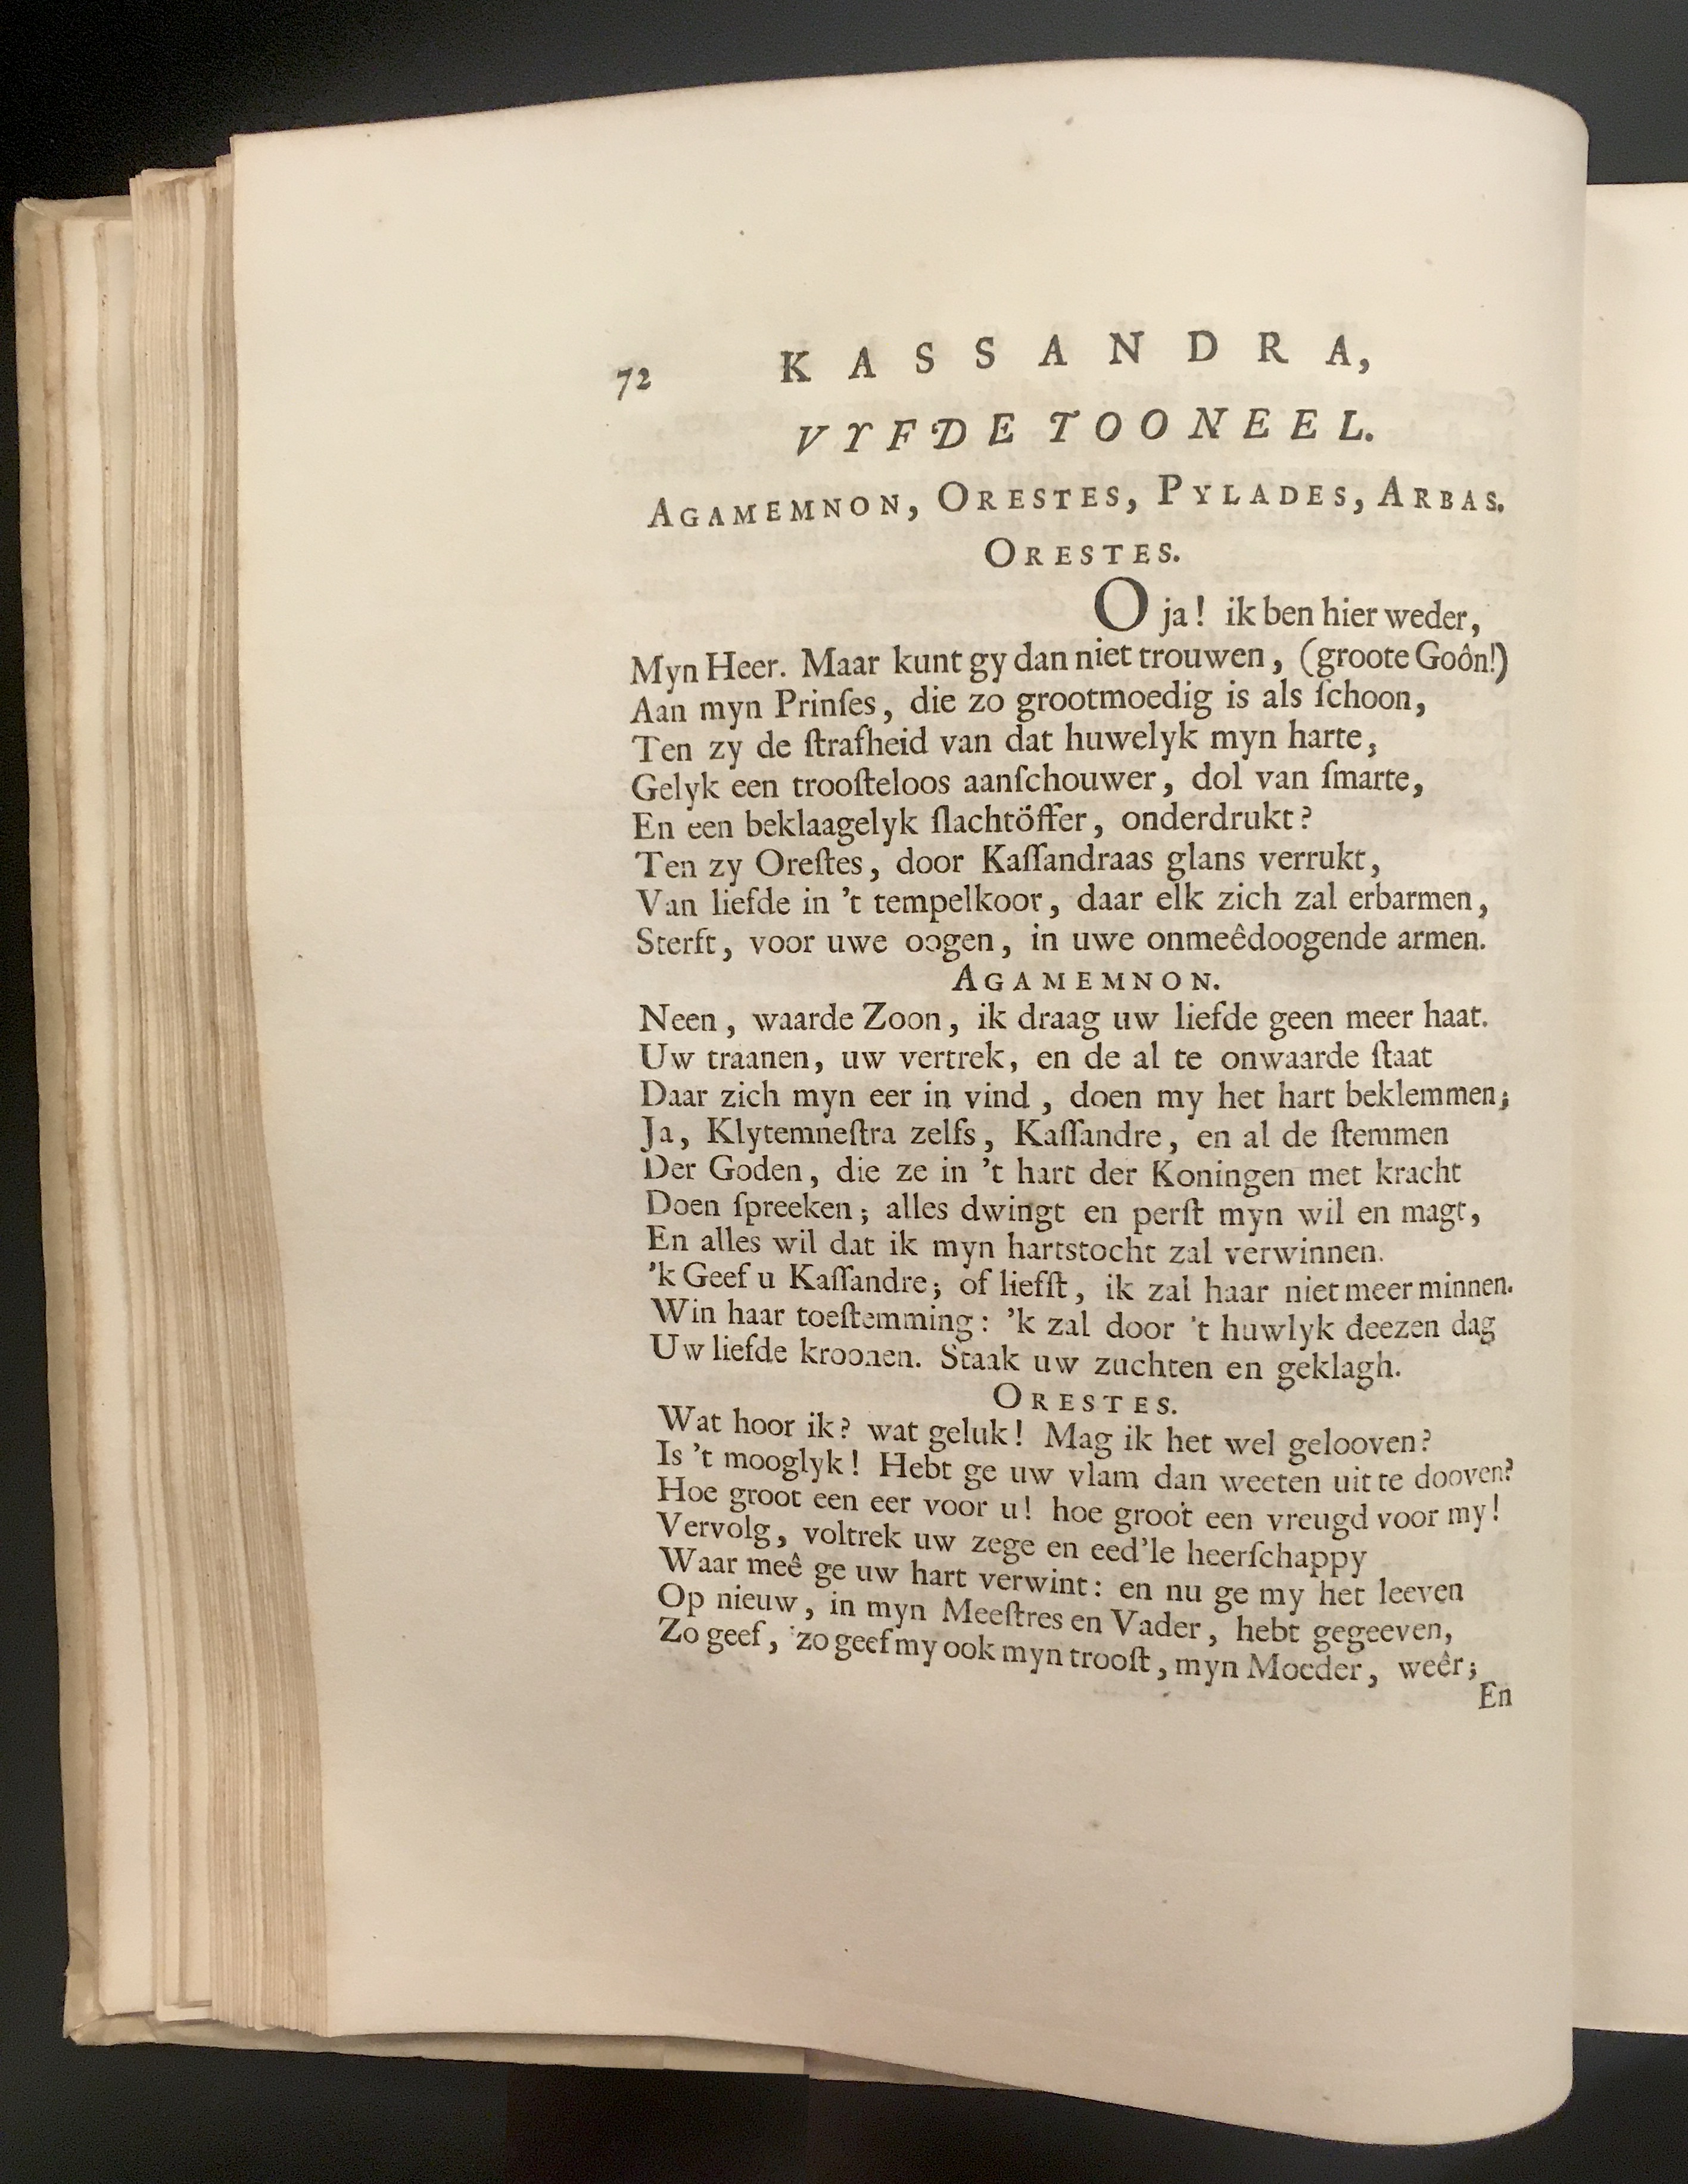 72 KASSANDRA,
VYFDE TOONEEL.
AGAMEMNON, ORESTES, PYLADES, ARBAS.
ORESTES.
O ja! ik ben hier weder,
Myn Heer. Maar kunt gy dan niet trouwen, (groote Goôn!)
Aan myn Prinſes, die zo grootmoedig is als ſchoon,
Ten zy de ſtrafheid van dat huwelyk myn harte,
Gelyk een trooſteloos aanſchouwer, dol van ſmarte,
En een beklaagelyk ſlachtöffer, onderdrukt?
Ten zy Oreſtes, door Kaſſandraas glans verrukt,
Van liefde in 't tempelkoor, daar elk zich zal erbarmen,
Sterft, voor uwe oogen, in uwe onmeêdoogende armen.
AGAMEMNON.
Neen, waarde Zoon, ik draag uw liefde geen meer haat.
Uw traanen, uw vertrek, en de al te onwaarde ſtaat
Daar zich myn eer in vind, doen my het hart beklemmen;
Ja, Klytemneſtra zelfs, Kaſſandre, en al de ſtemmen
Der Goden, die ze in 't hart der Koningen met kracht
Doen ſpreeken; alles dwingt en perſt myn wil en magt,
En alles wil dat ik myn hartstocht zal verwinnen.
'k Geef u Kaſſandre; of liefſt, ik zal haar niet meer minnen.
Win haar toeſtemming: 'k zal door 't huwlyk deezen dag
Uw liefde kroonen. Staak uw zuchten en geklagh.
ORESTES.
Wat hoor ik? wat geluk! Mag ik het wel gelooven?
Is 't mooglyk! Hebt ge uw vlam dan weeten uit te dooven?
Hoe groot een eer voor u! hoe groot een vreugd voor my!
Vervolg, voltrek uw zege en eed'le heerſchappy
Waar meê ge uw hart verwint: en nu ge my het leeven
Op nieuw, in myn Meeſtres en Vader, hebt gegeeven,
Zo geef, zo geef my ook myn trooſt, myn Moeder, weêr;
En